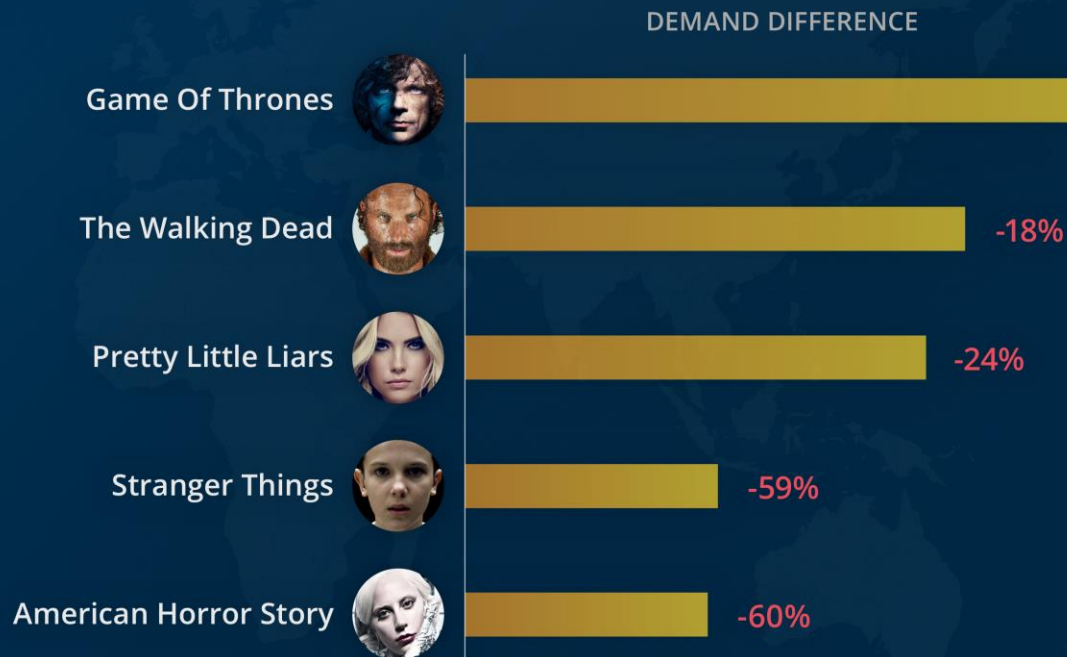 DEMAND DIFFERENCE
Game Of Thrones
The Walking Dead -18%
Pretty Little Liars -24%
Stranger Things -59%
American Horror Story -60%